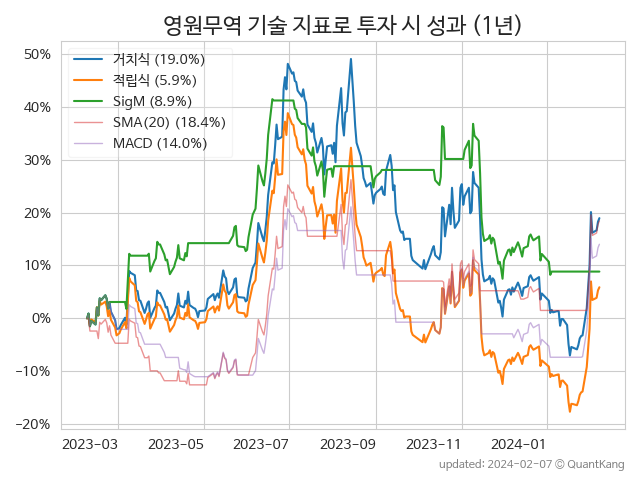 영원무역 기술 지표로 투자 시 성과 (1년)
거치식 (19.0%)
적립식 (5.9%)
SigM (8.9%)
SMA(20) (18.4%)
MACD (14.0%)
50%
40%
30%
20%
10%
0%
−10%
−20%
2023-03 2023-05 2023-07 2023-09 2023-11 2024-01
updated: 2024-02-07 © QuantKang